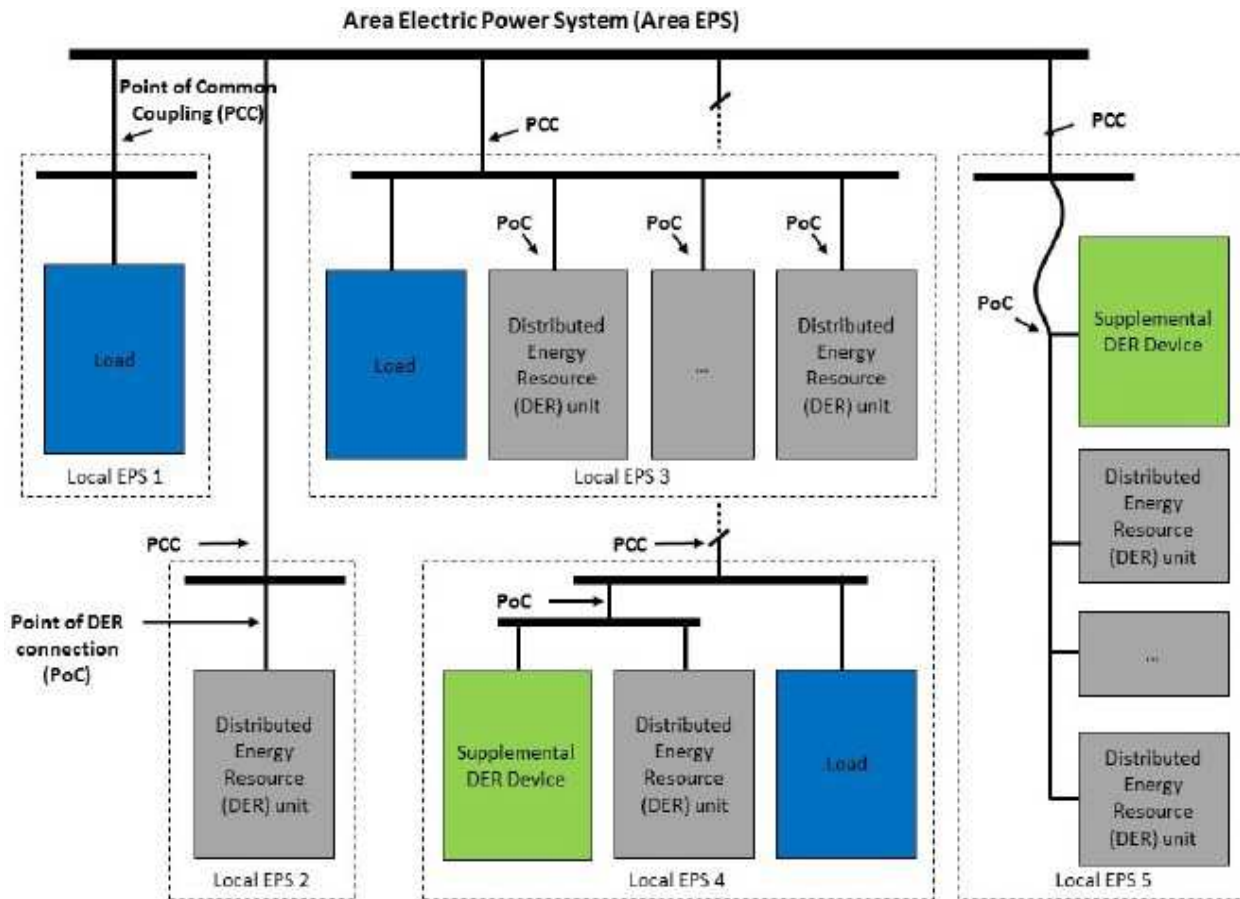 Area Electric Power System (Area EPS)
Point of Common
Coupling (PCC)
PCC
PCC
PoC
PoC
PoC
Load
Load
Distributed
Energy
Resource
(DER) unit
...
Distributed
Energy
Resource
(DER) unit
Local EPS 1
Local EPS 3
PoC
Supplemental
DER Device
Distributed
Energy
Resource
(DER) unit
...
Distributed
Energy
Resource
(DER) unit
Local EPS 5
PCC
Point of DER
connection
(PoC)
Distributed
Energy
Resource
(DER) unit
Local EPS 2
PCC
PoC
Supplemental
DER Device
Distributed
Energy
Resource
(DER) unit
Load
Local EPS 4